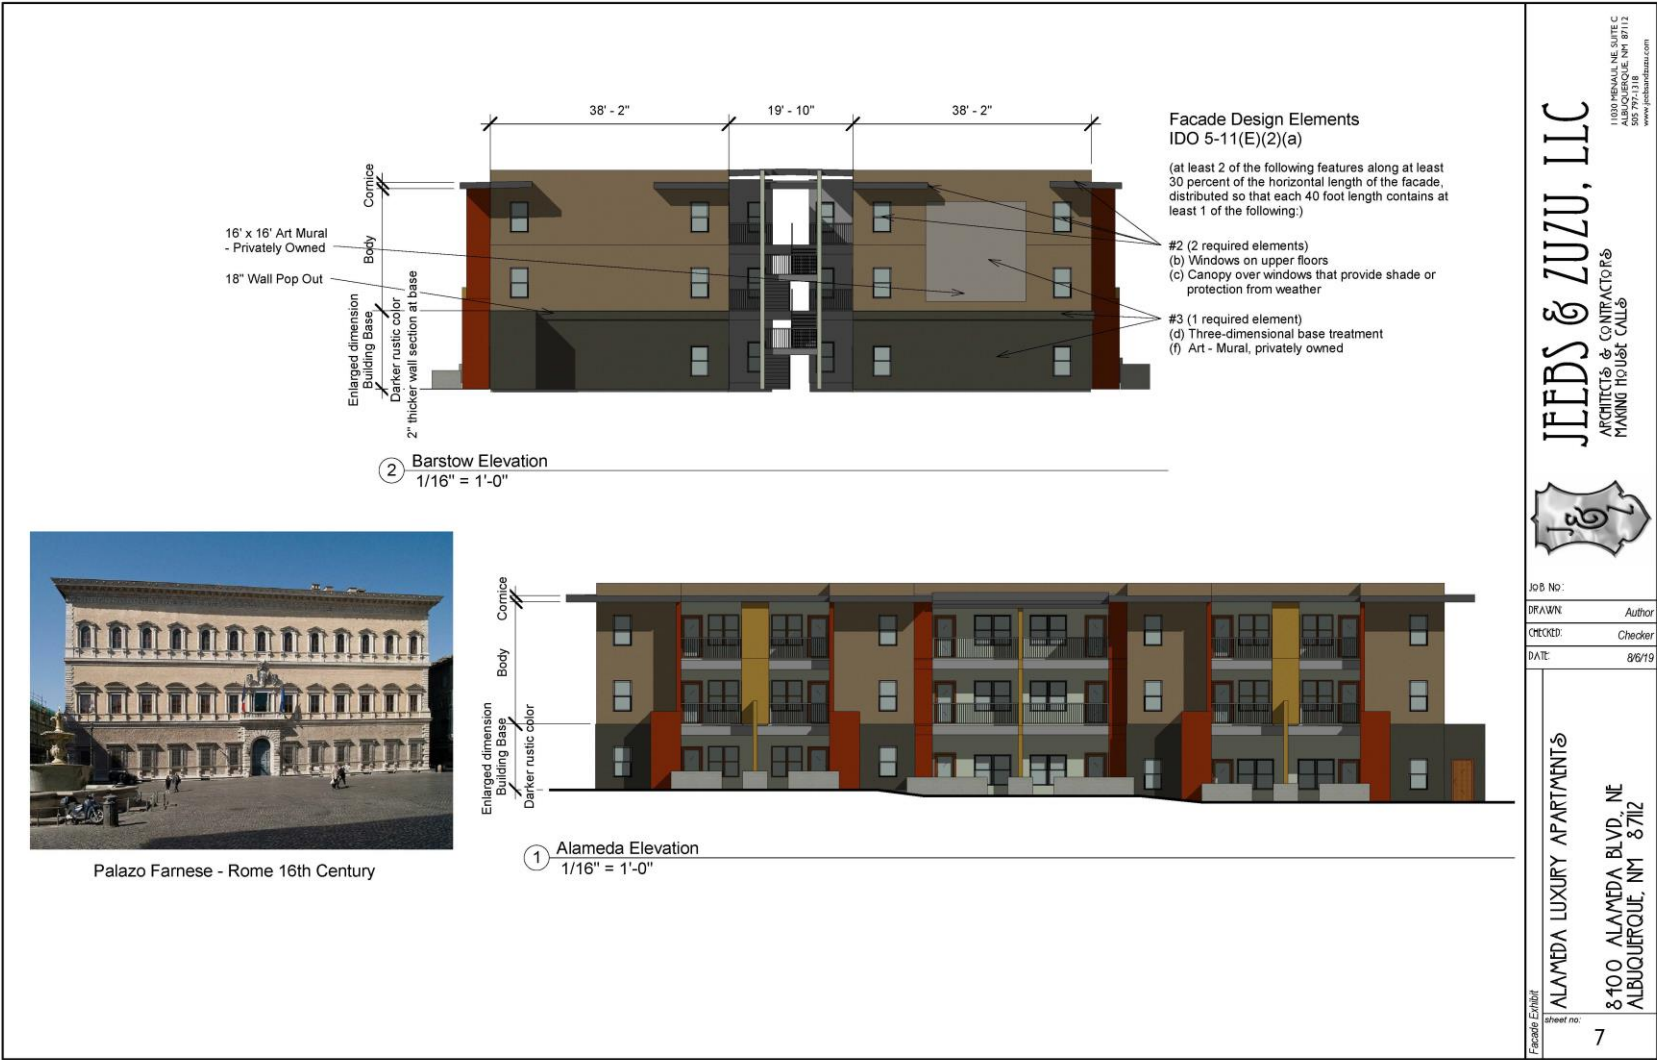 38' - 2"
19' - 10"
38' - 2"
Facade Design Elements
IDO 5-11(E)(2)(a)
(at least 2 of the following features along at least
30 percent of the horizontal length of the facade,
distributed so that each 40 foot length contains at
least 1 of the following:)
#2 (2 required elements)
(b) Windows on upper floors
(c) Canopy over windows that provide shade or
protection from weather
#3 (1 required element)
(d) Three-dimensional base treatment
(f) Art - Mural, privately owned
16' x 16' Art Mural
- Privately Owned
18" Wall Pop Out
Cornice
Body
Enlarged dimension
Building Base
Darker rustic color
2" thicker wall section at base
2
Barstow Elevation
1/16" = 1'-0"
Palazo Farnese - Rome 16th Century
Cornice
Body
Enlarged dimension
Building Base
Darker rustic color
1
Alameda Elevation
1/16" = 1'-0"
JEEBS & ZUZU, LLC
ARCHITECTS & CONTRACTORS
MAKING HOUSE CALLS
11030 MENAUL NE, SUITE C
ALBUQUERQUE, NM 87112
505 797-1318
www.jeebsandzuzu.com
J&Z
JOB NO:
DRAWN: Author
CHECKED: Checker
DATE: 8/6/19
ALAMEDA LUXURY APARTMENTS
8400 ALAMEDA BLVD., NE
ALBUQUERQUE, NM 87112
Facade Exhibit
sheet no:
7